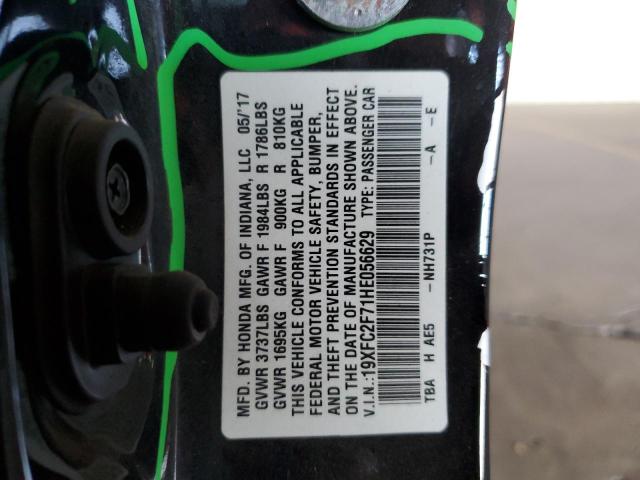 MFD. BY HONDA MFG. OF INDIANA, LLC 05/'17
GVWR 3737LBS GAWR F 1984LBS R 1786LBS
GVWR 1695KG GAWR F 900KG R 810KG
THIS VEHICLE CONFORMS TO ALL APPLICABLE
FEDERAL MOTOR VEHICLE SAFETY, BUMPER,
AND THEFT PREVENTION STANDARDS IN EFFECT
ON THE DATE OF MANUFACTURE SHOWN ABOVE.
V.I.N.:19XFC2F71HE056629 TYPE: PASSENGER CAR
TBA H AE5 -NH731P -A -E